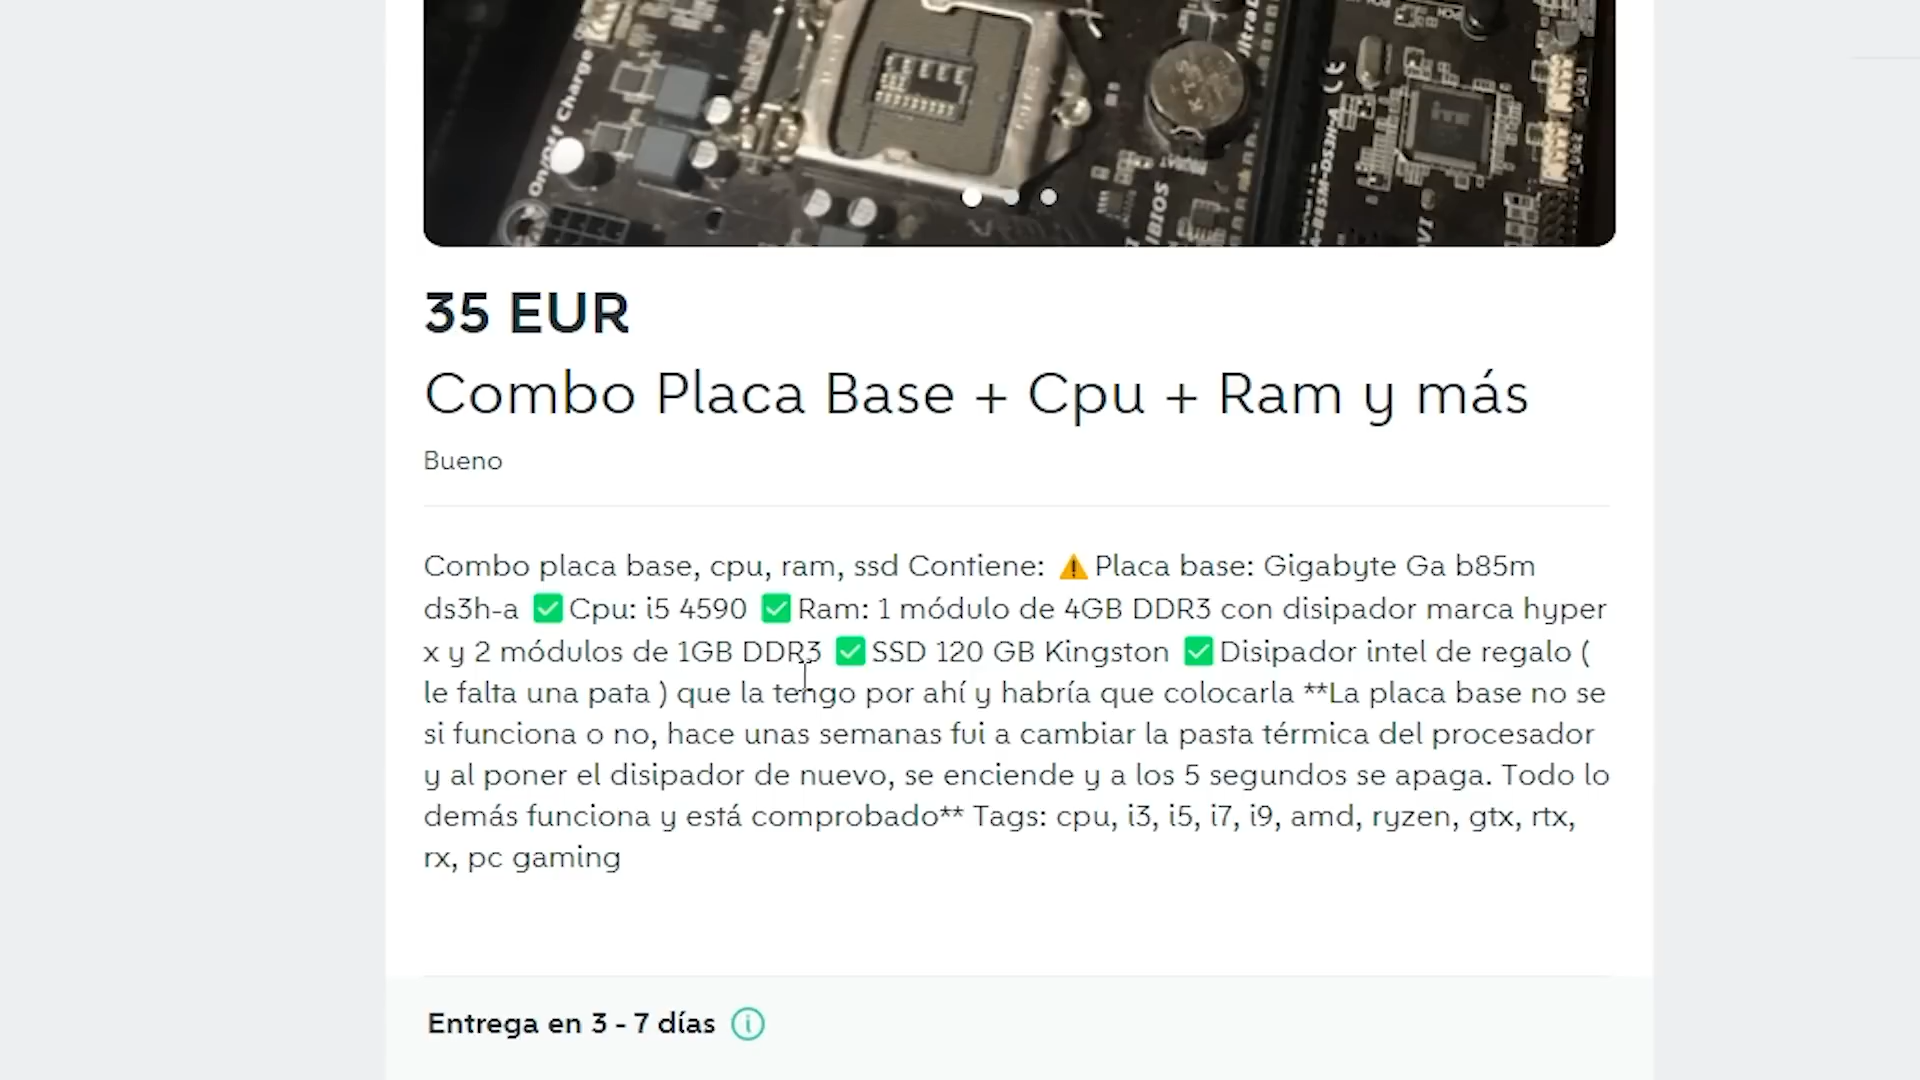 On/Off Charge
Ultra
BIOS
35 EUR
Combo Placa Base + Cpu + Ram y más
Bueno
Combo placa base, cpu, ram, ssd Contiene: ⚠️Placa base: Gigabyte Ga b85m
ds3h-a ✅Cpu: i5 4590 ✅Ram: 1 módulo de 4GB DDR3 con disipador marca hyper
x y 2 módulos de 1GB DDR3 ✅SSD 120 GB Kingston ✅Disipador intel de regalo (
le falta una pata ) que la tengo por ahí y habría que colocarla **La placa base no se
si funciona o no, hace unas semanas fui a cambiar la pasta térmica del procesador
y al poner el disipador de nuevo, se enciende y a los 5 segundos se apaga. Todo lo
demás funciona y está comprobado** Tags: cpu, i3, i5, i7, i9, amd, ryzen, gtx, rtx,
rx, pc gaming
Entrega en 3 - 7 días